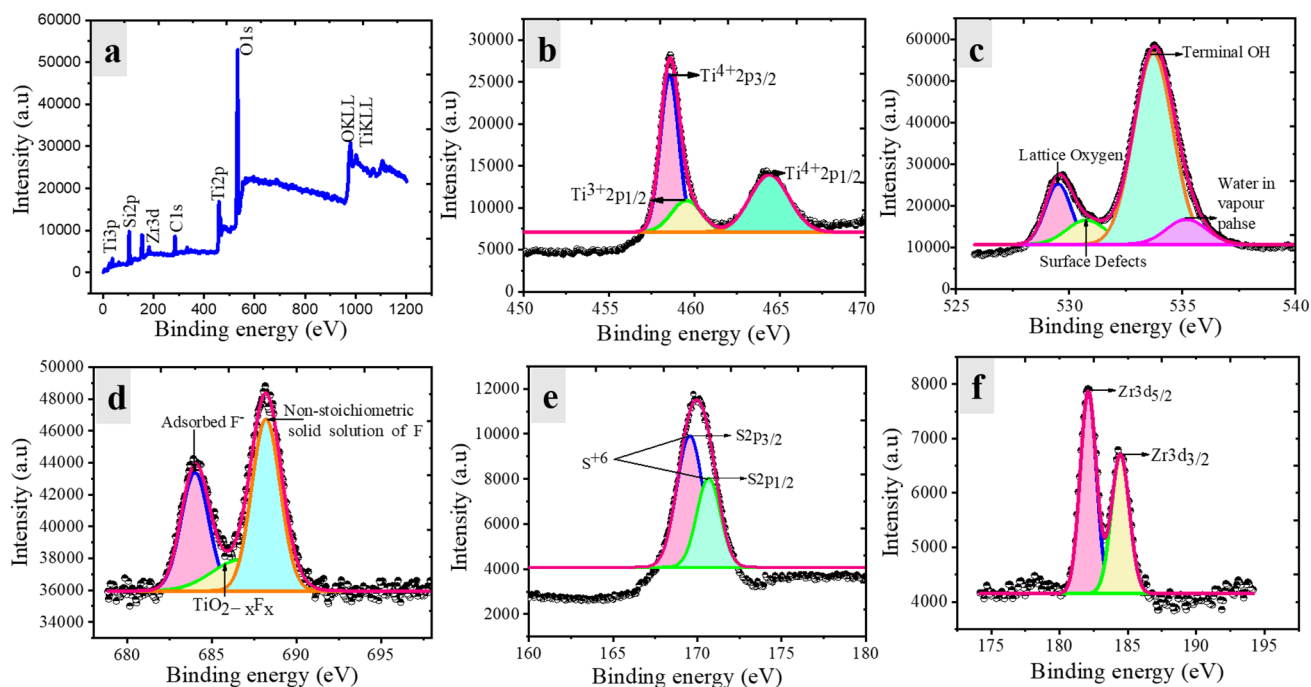 a
60000
50000
40000
30000
20000
10000
0
Intensity (a.u)
Ti3p
Si2p
Zr3d
C1s
Ti2p
O1s
OKLL
TiKLL
0 200 400 600 800 1000 1200
Binding energy (eV)
b
30000
25000
20000
15000
10000
5000
0
Intensity (a.u)
Ti4+2p3/2
Ti3+2p1/2
Ti4+2p1/2
450 455 460 465 470
Binding energy (eV)
c
60000
50000
40000
30000
20000
10000
0
Intensity (a.u)
Terminal OH
Lattice Oxygen
Water in
vapour
pahse
Surface Defects
525 530 535 540
Binding energy (eV)
d
50000
48000
46000
44000
42000
40000
38000
36000
34000
Intensity (a.u)
Adsorbed F-
Non-stoichiometric
solid solution of F
TiO2-xFx
680 685 690 695
Binding energy (eV)
e
12000
10000
8000
6000
4000
2000
Intensity (a.u)
S+6
S2p3/2
S2p1/2
160 165 170 175 180
Binding energy (eV)
f
8000
7000
6000
5000
4000
Intensity (a.u)
Zr3d5/2
Zr3d3/2
175 180 185 190 195
Binding energy (eV)